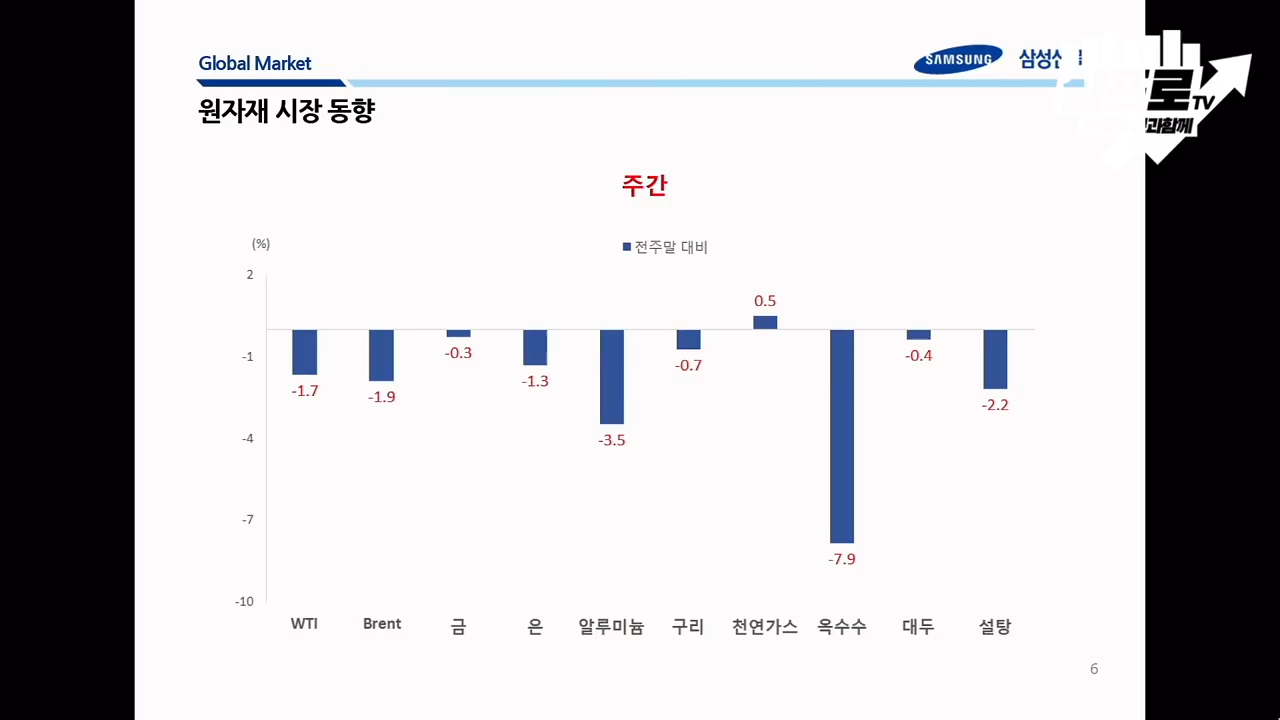 Global Market
SAMSUNG
원자재 시장 동향
TV
과함께
주간
(%)
전주말 대비
2
-1
-4
-7
-10
-1.7
-1.9
-0.3
-1.3
-3.5
-0.7
0.5
-7.9
-0.4
-2.2
WTI Brent 금 은 알루미늄 구리 천연가스 옥수수 대두 설탕
6